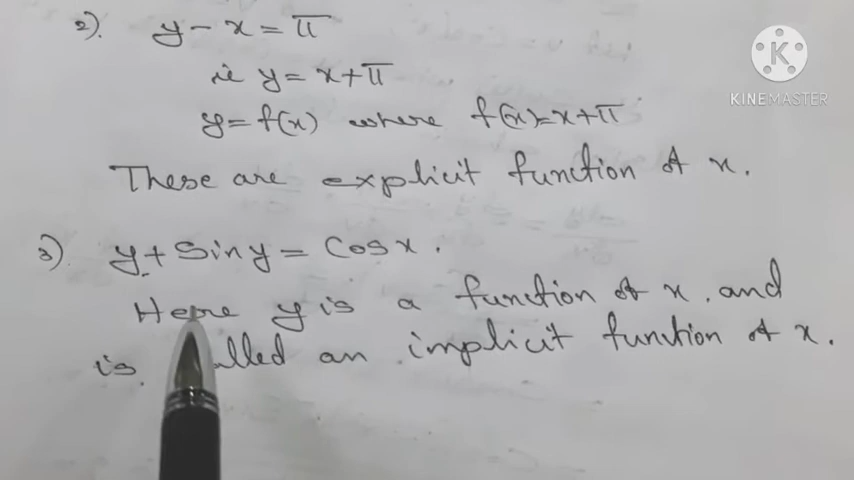 2). y - x = π
KINEMASTER
ie y = x + π
y = f(x) where f(x) = x + π
These are explicit function of x.
3) y + Sin y = Cos x.
Here y is a function of x. and
is. an implicit function of x.